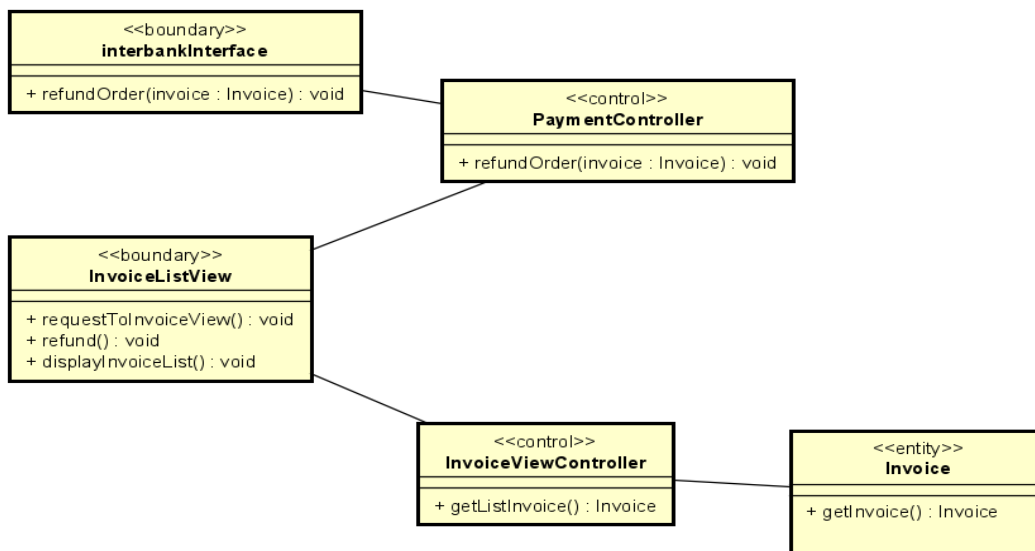 <<boundary>>
interbankInterface
+ refundOrder(invoice : Invoice) : void
<<control>>
PaymentController
+ refundOrder(invoice : Invoice) : void
<<boundary>>
InvoiceListView
+ requestToInvoiceView() : void
+ refund() : void
+ displayInvoiceList() : void
<<control>>
InvoiceViewController
+ getListInvoice() : Invoice
<<entity>>
Invoice
+ getInvoice() : Invoice